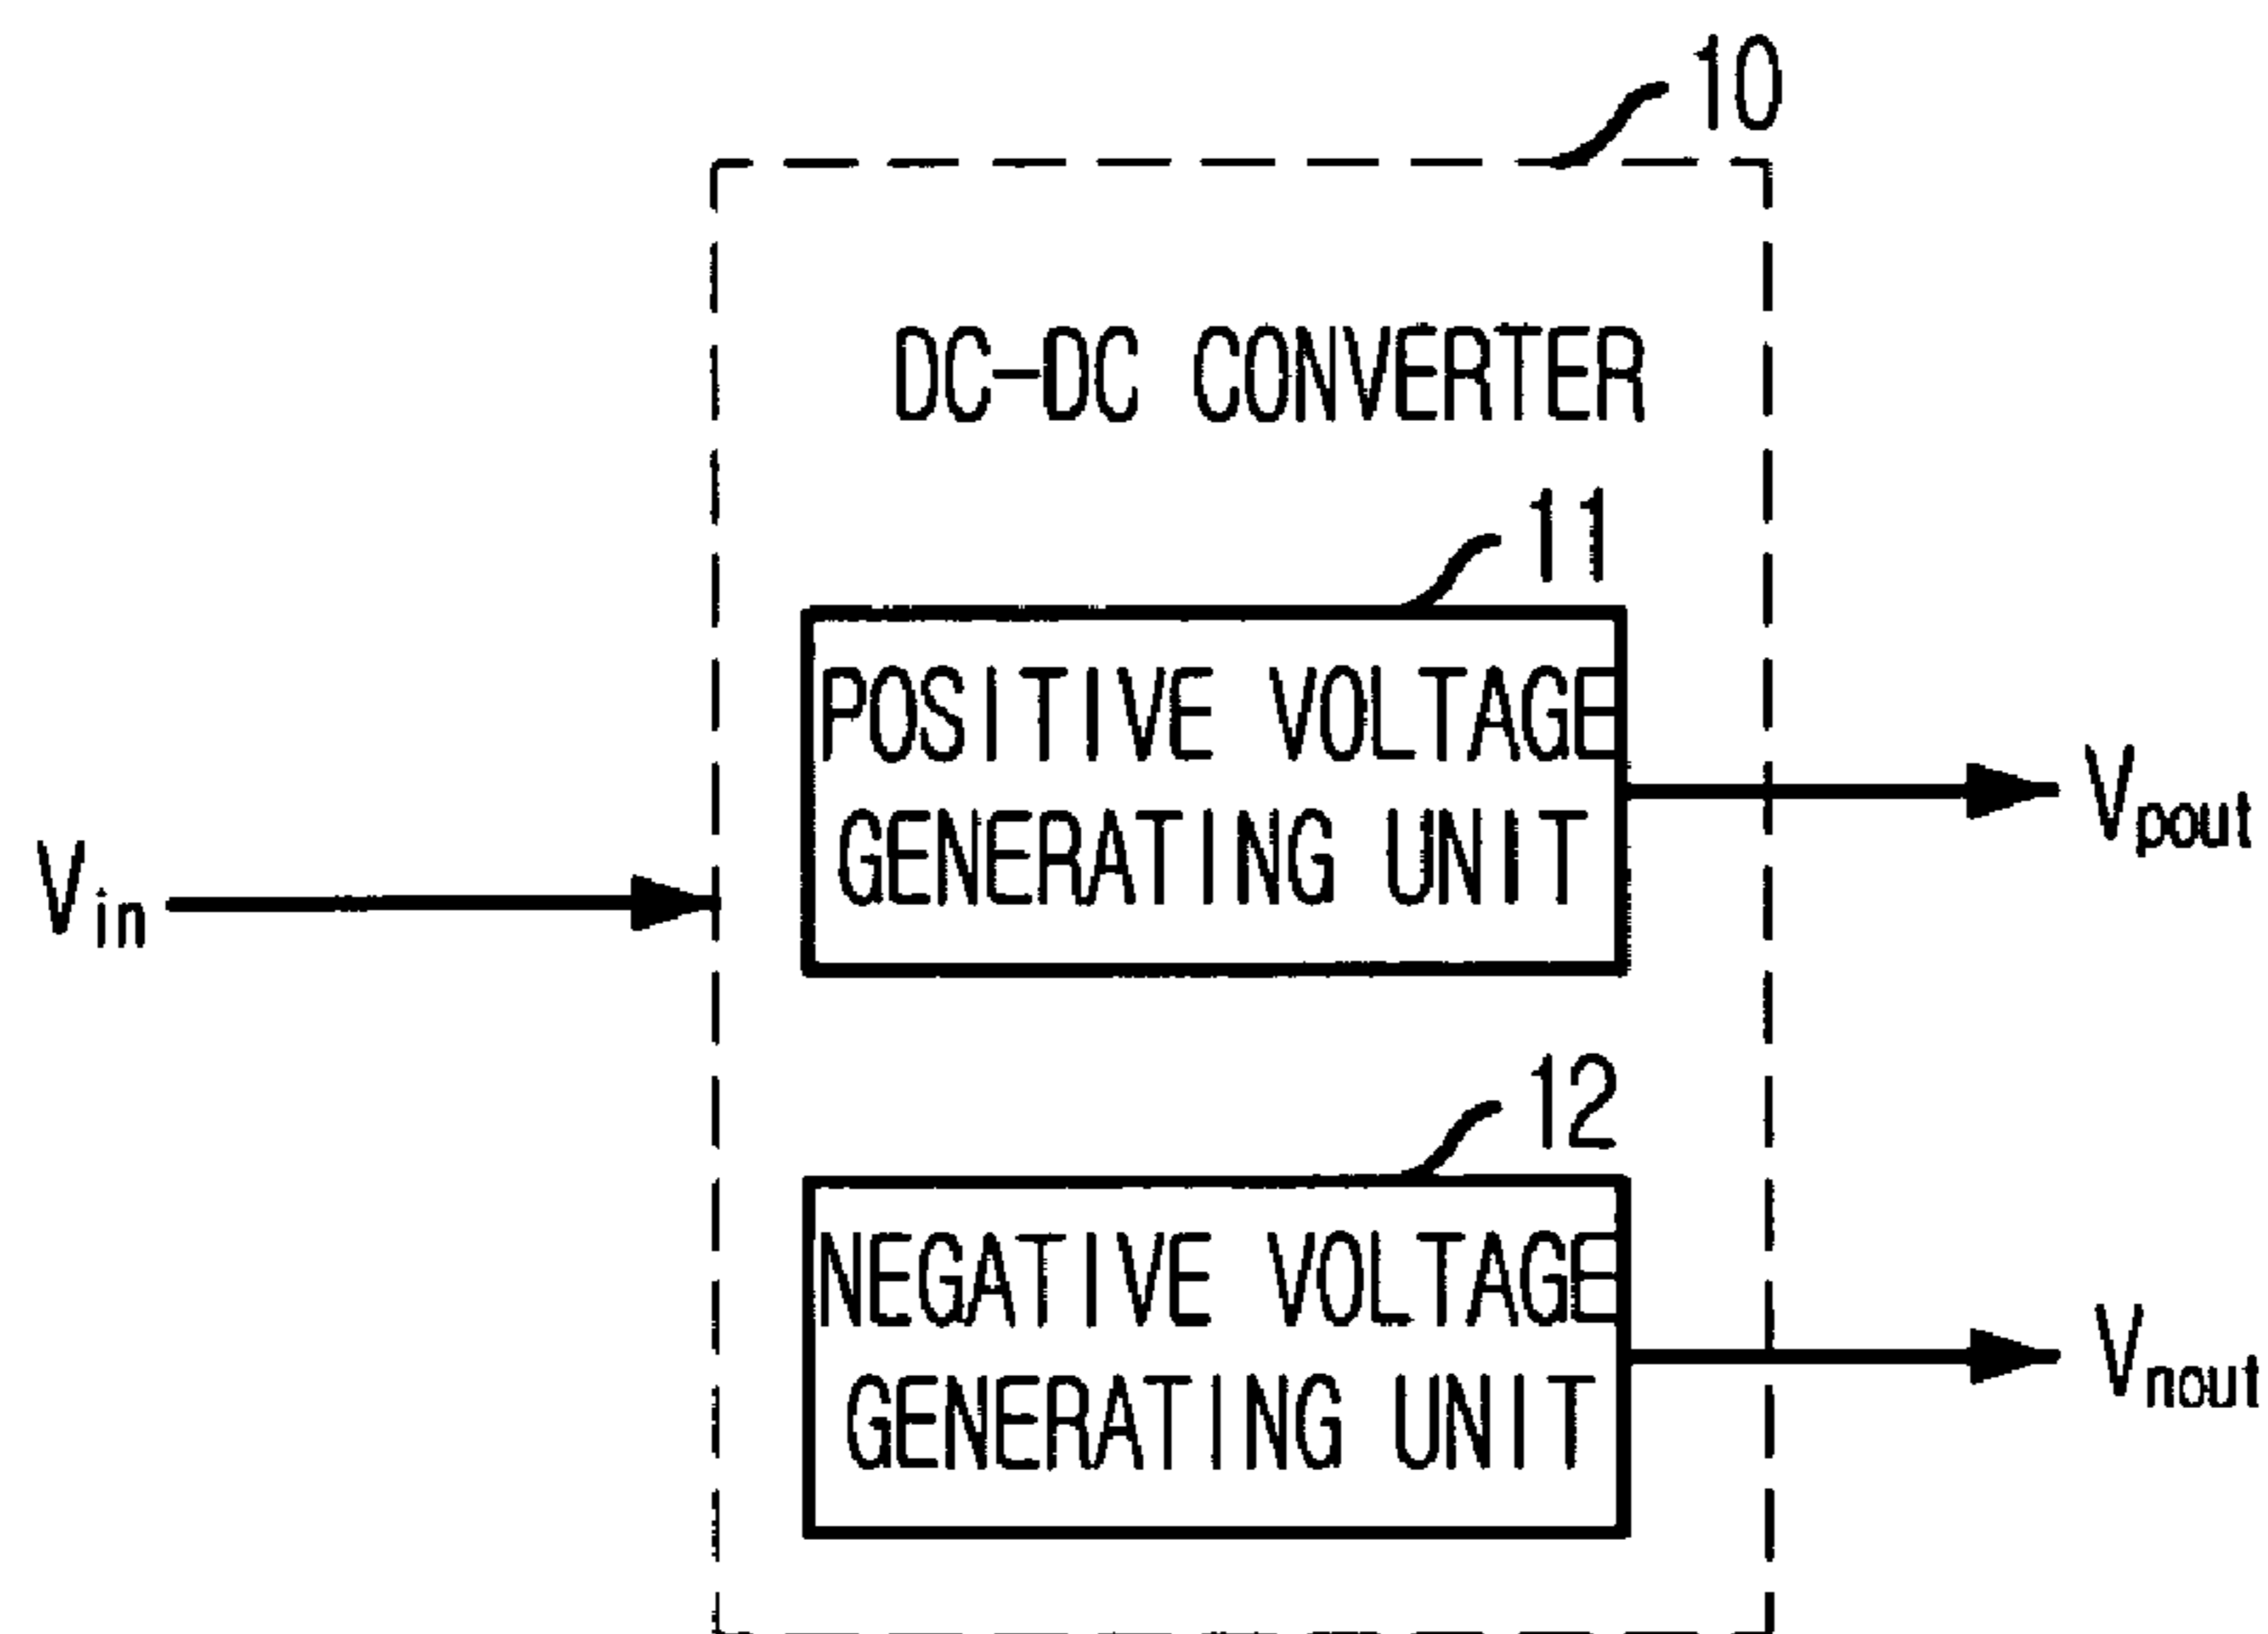 10
DC-DC CONVERTER
11
POSITIVE VOLTAGE
GENERATING UNIT
Vpout
Vin
12
NEGATIVE VOLTAGE
GENERATING UNIT
Vnout